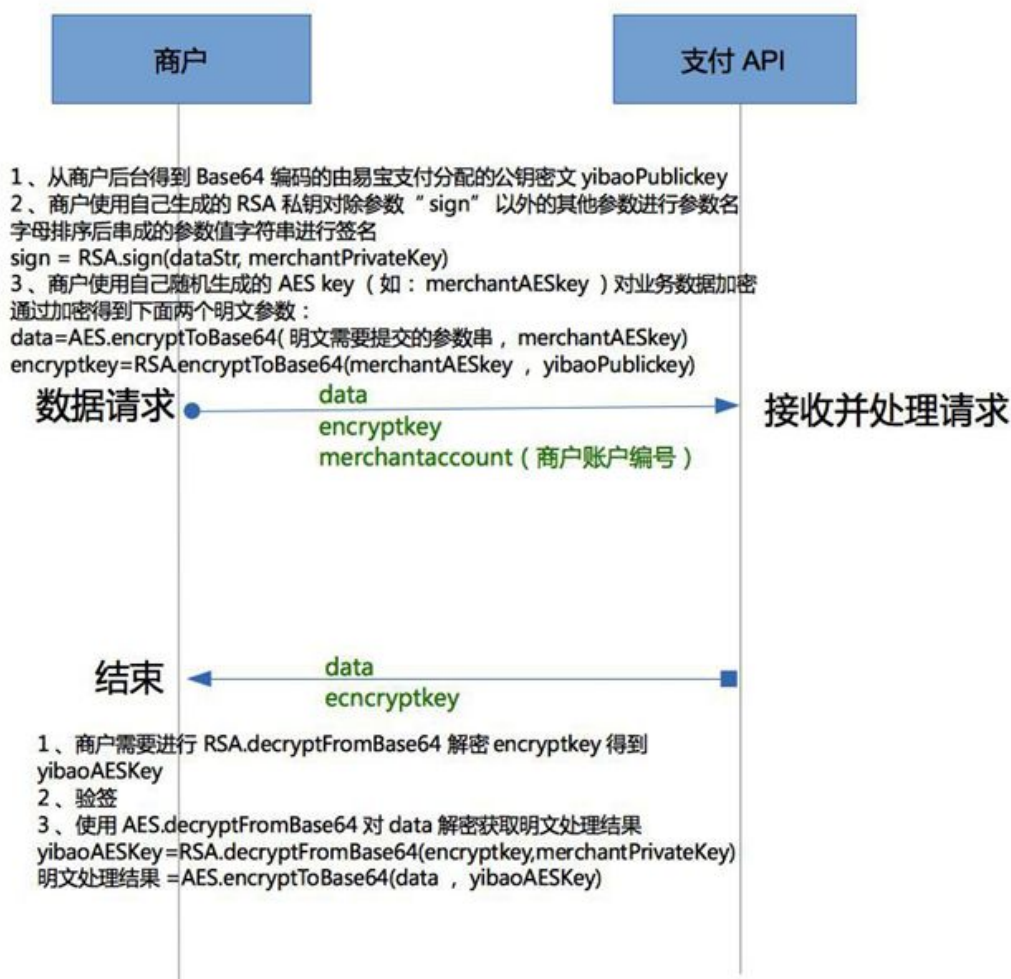 商户
支付 API
1、从商户后台得到 Base64 编码的由易宝支付分配的公钥密文 yibaoPublickey
2、商户使用自己生成的 RSA 私钥对除参数“ sign” 以外的其他参数进行参数名
字母排序后串成的参数值字符串进行签名
sign = RSA.sign(dataStr, merchantPrivateKey)
3、商户使用自己随机生成的 AES key（如：merchantAESkey）对业务数据加密
通过加密得到下面两个明文参数：
data=AES.encryptToBase64( 明文需要提交的参数串，merchantAESkey)
encryptkey=RSA.encryptToBase64(merchantAESkey ，yibaoPublickey)
数据请求
data
encryptkey
merchantaccount（商户账户编号）
接收并处理请求
结束
data
ecncryptkey
1、商户需要进行 RSA.decryptFromBase64 解密 encryptkey 得到
yibaoAESKey
2、验签
3、使用 AES.decryptFromBase64 对 data 解密获取明文处理结果
yibaoAESKey=RSA.decryptFromBase64(encryptkey,merchantPrivateKey)
明文处理结果 =AES.encryptToBase64(data ，yibaoAESKey)